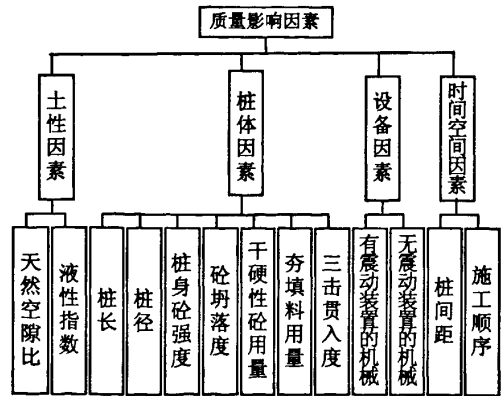 质量影响因素
土性因素
桩体因素
设备因素
时间空间因素
天然空隙比
液性指数
桩长
桩径
桩身砼强度
砼坍落度
干硬性砼用量
夯填料用量
三击贯入度
有震动装置的机械
无震动装置的机械
桩间距
施工顺序